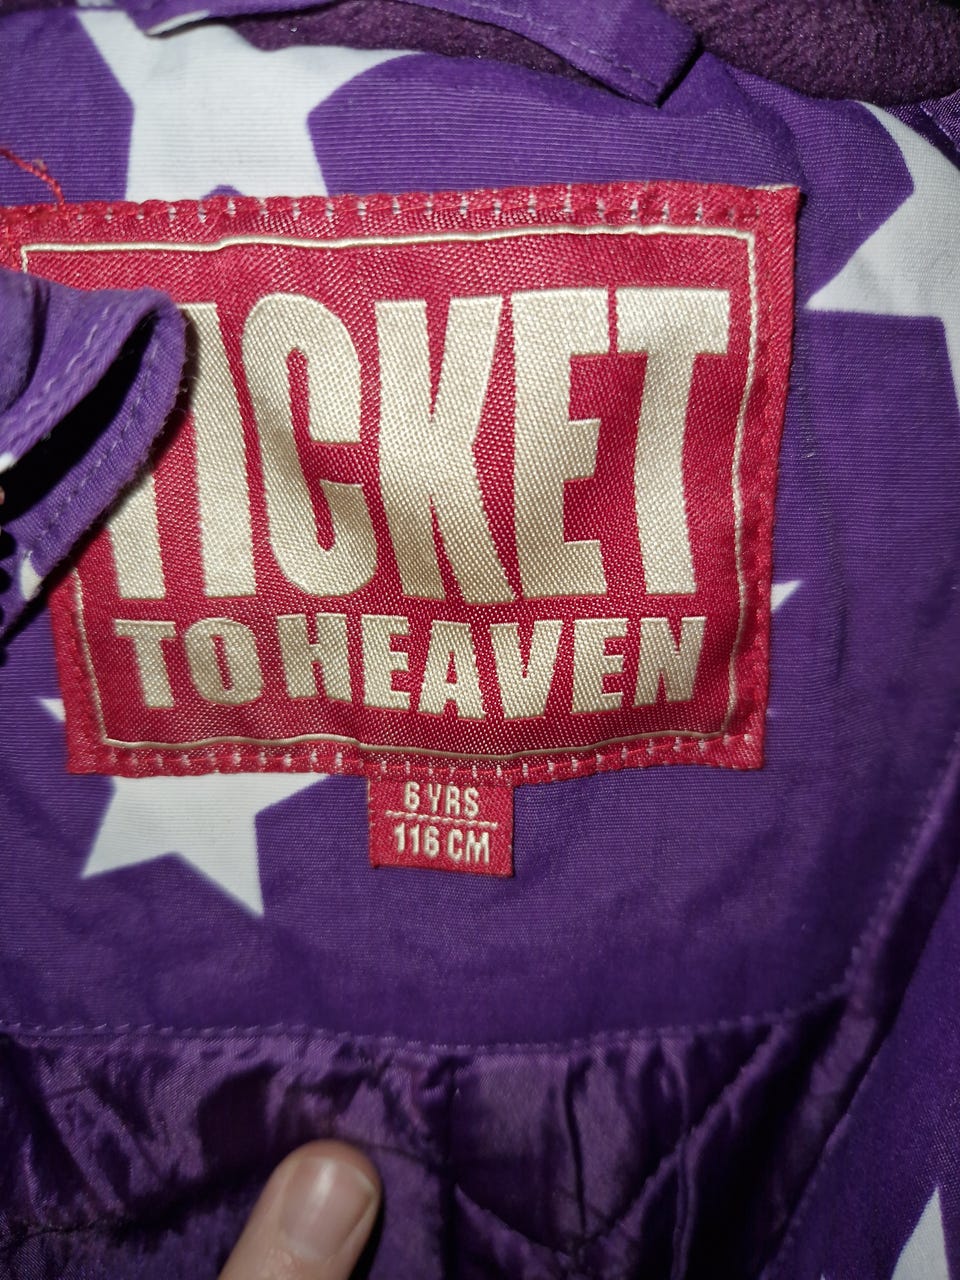 TICKET
TO HEAVEN
6 YRS
116 CM